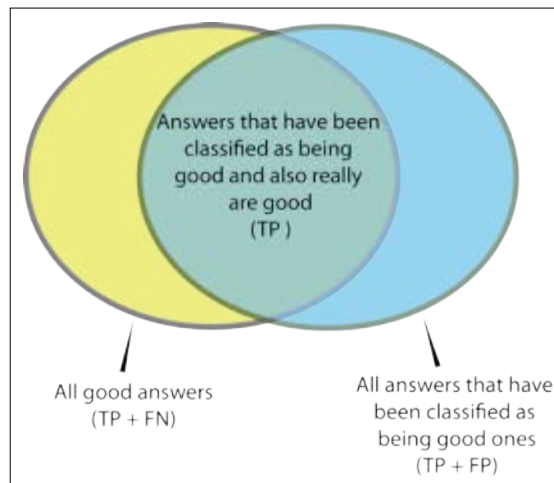 Answers that have been
classified as being
good and also really
are good
(TP )
All good answers
(TP + FN)
All answers that have
been classified as
being good ones
(TP + FP)